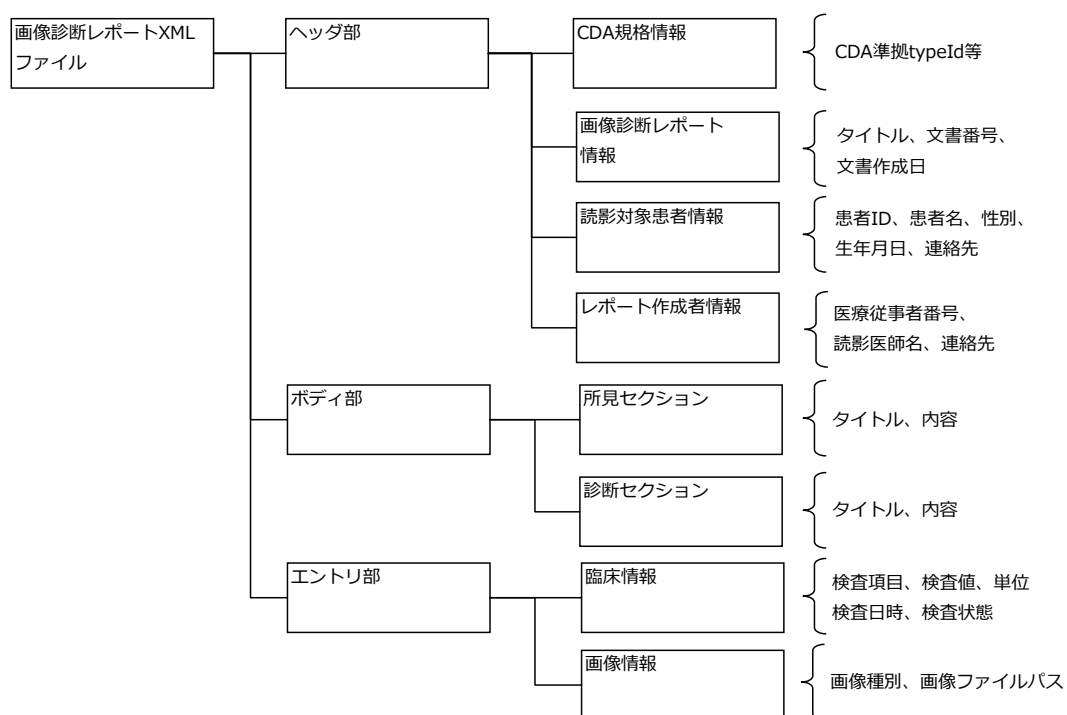 画像診断レポートXML
ファイル
ヘッダ部
CDA規格情報
CDA準拠typeId等
画像診断レポート
情報
タイトル、文書番号、
文書作成日
読影対象患者情報
患者ID、患者名、性別、
生年月日、連絡先
レポート作成者情報
医療従事者番号、
読影医師名、連絡先
ボディ部
所見セクション
タイトル、内容
診断セクション
タイトル、内容
エントリ部
臨床情報
検査項目、検査値、単位
検査日時、検査状態
画像情報
画像種別、画像ファイルパス